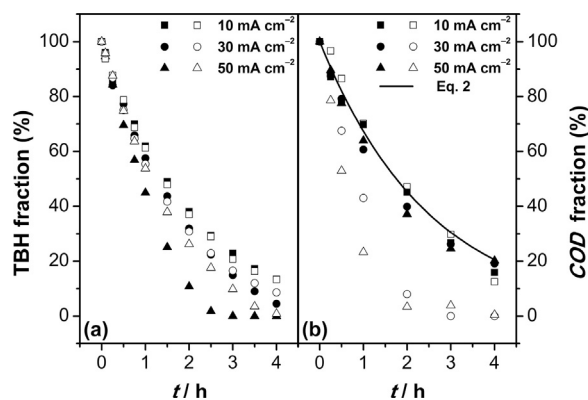 10 mA cm⁻²
30 mA cm⁻²
50 mA cm⁻²
100
80
60
40
20
0
TBH fraction (%)
(a)
0 1 2 3 4
t / h
10 mA cm⁻²
30 mA cm⁻²
50 mA cm⁻²
Eq. 2
100
80
60
40
20
0
COD fraction (%)
(b)
0 1 2 3 4
t / h